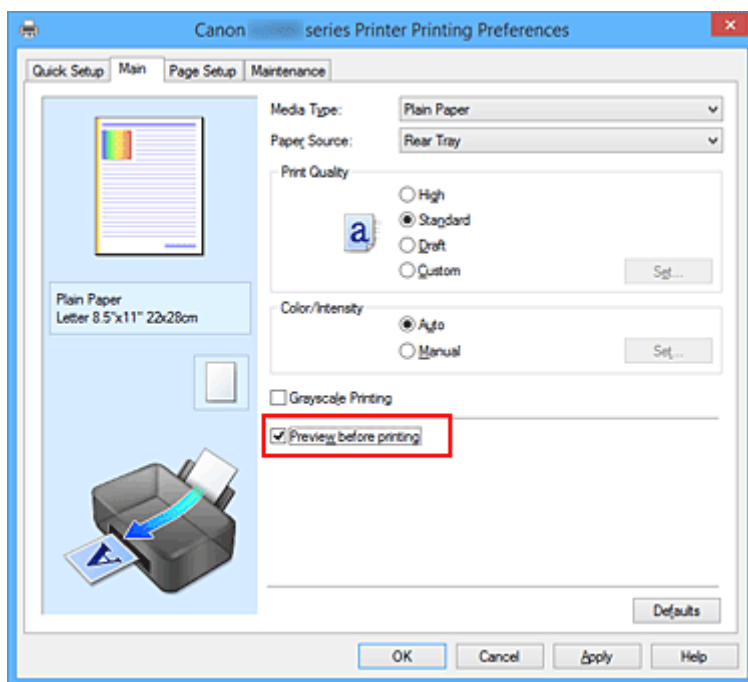 Canon series Printer Printing Preferences
Quick Setup Main Page Setup Maintenance
Media Type: Plain Paper
Paper Source: Rear Tray
Print Quality
High
a Standard
Draft
Custom Set...
Plain Paper
Letter 8.5"x11" 22x28cm
Color/Intensity
Auto
Manual Set...
Grayscale Printing
Preview before printing
A
Defaults
OK Cancel Apply Help